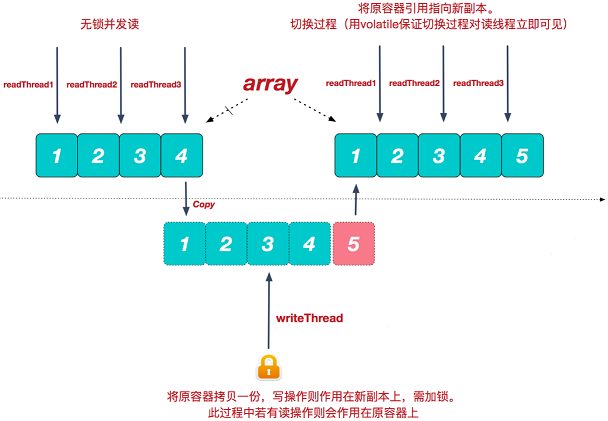 无锁并发读
将原容器引用指向新副本。
切换过程（用volatile保证切换过程对读线程立即可见）
readThread1 readThread2 readThread3
array
readThread1 readThread2 readThread3
1 2 3 4
1 2 3 4 5
Copy
1 2 3 4 5
writeThread
将原容器拷贝一份，写操作则作用在新副本上，需加锁。
此过程中若有读操作则会作用在原容器上